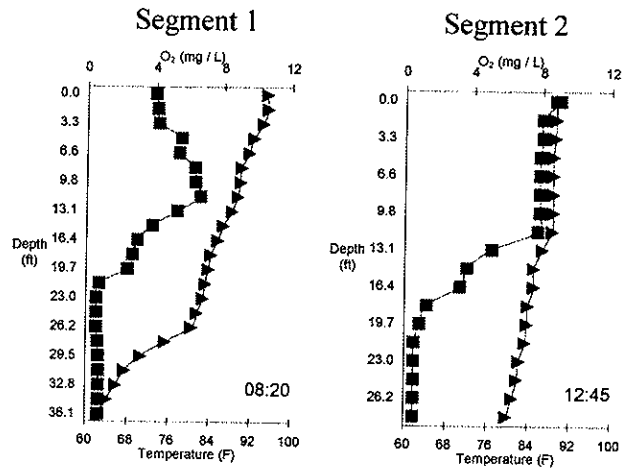 Segment 1
O₂ (mg / L)
0 4 8 12
0.0
3.3
6.6
9.8
13.1
16.4
19.7
23.0
26.2
29.5
32.8
36.1
Depth
(ft)
08:20
60 68 76 84 92 100
Temperature (F)
Segment 2
O₂ (mg / L)
0 4 8 12
0.0
3.3
6.6
9.8
13.1
16.4
19.7
23.0
26.2
Depth
(ft)
12:45
60 68 76 84 92 100
Temperature (F)